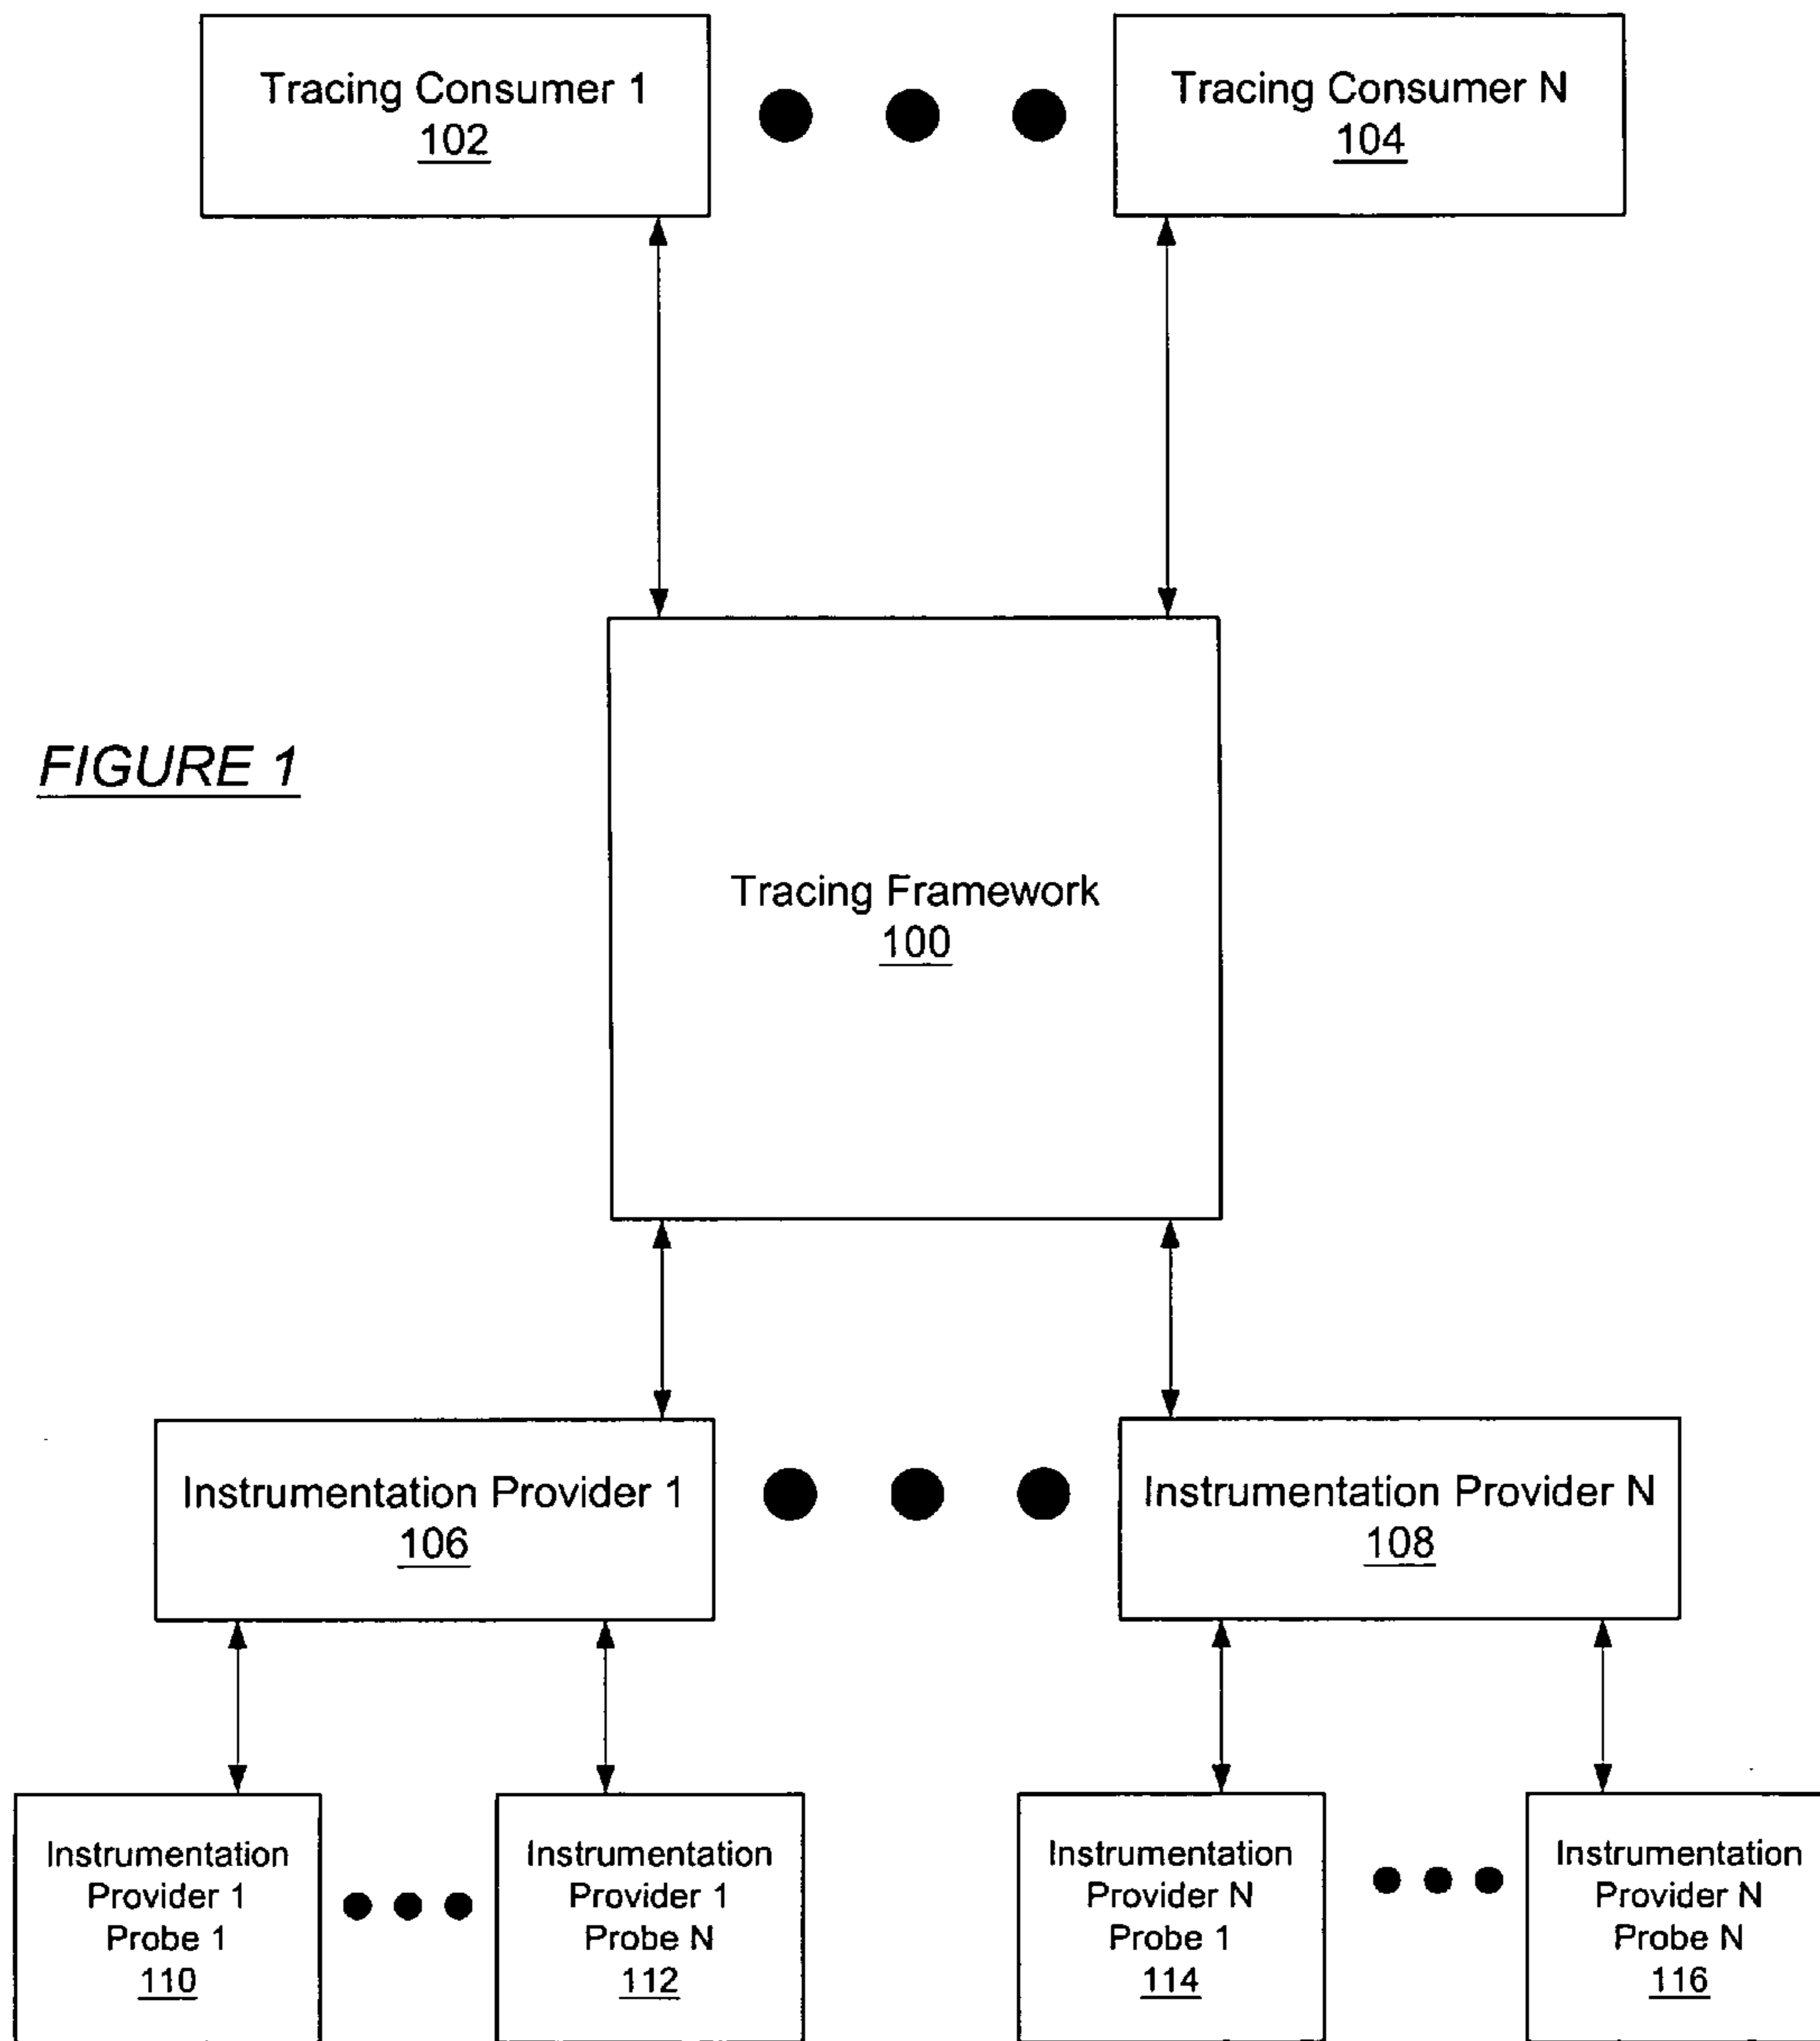 Tracing Consumer 1
102
Tracing Consumer N
104
FIGURE 1
Tracing Framework
100
Instrumentation Provider 1
106
Instrumentation Provider N
108
Instrumentation
Provider 1
Probe 1
110
Instrumentation
Provider 1
Probe N
112
Instrumentation
Provider N
Probe 1
114
Instrumentation
Provider N
Probe N
116